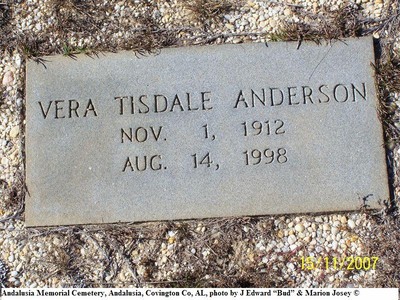 VERA TISDALE ANDERSON
NOV. 1, 1912
AUG. 14, 1998
15/11/2007
Andalusia Memorial Cemetery, Andalusia, Covington Co, AL, photo by J Edward “Bud” & Marion Josey ©